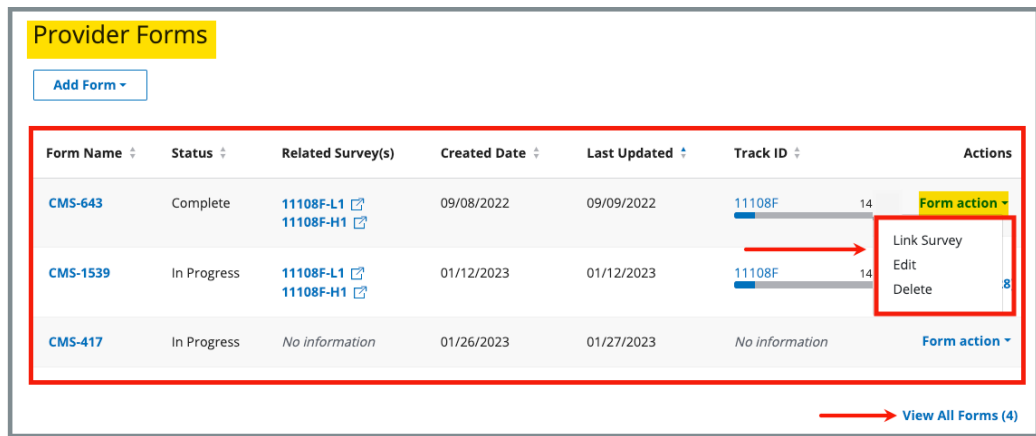 Provider Forms
Add Form
Form Name Status Related Survey(s) Created Date Last Updated Track ID Actions
CMS-643 Complete 11108F-L1 09/08/2022 09/09/2022 11108F 14 Form action
11108F-H1
Link Survey
Edit
Delete
CMS-1539 In Progress 11108F-L1 01/12/2023 01/12/2023 11108F 14
11108F-H1
CMS-417 In Progress No information 01/26/2023 01/27/2023 No information Form action
View All Forms (4)